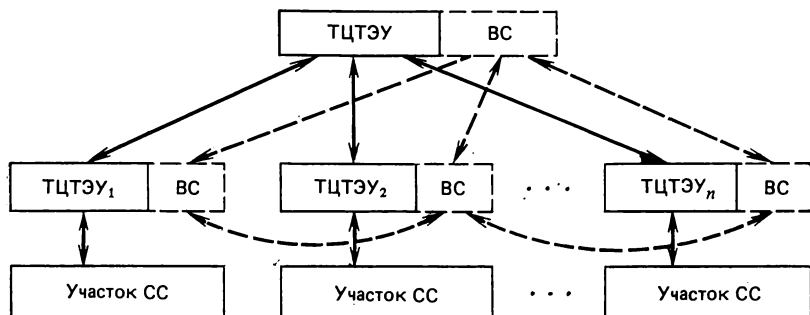 ТЦТЭУ ВС
ТЦТЭУ₁ ВС ТЦТЭУ₂ ВС ... ТЦТЭУₙ ВС
Участок СС Участок СС ... Участок СС